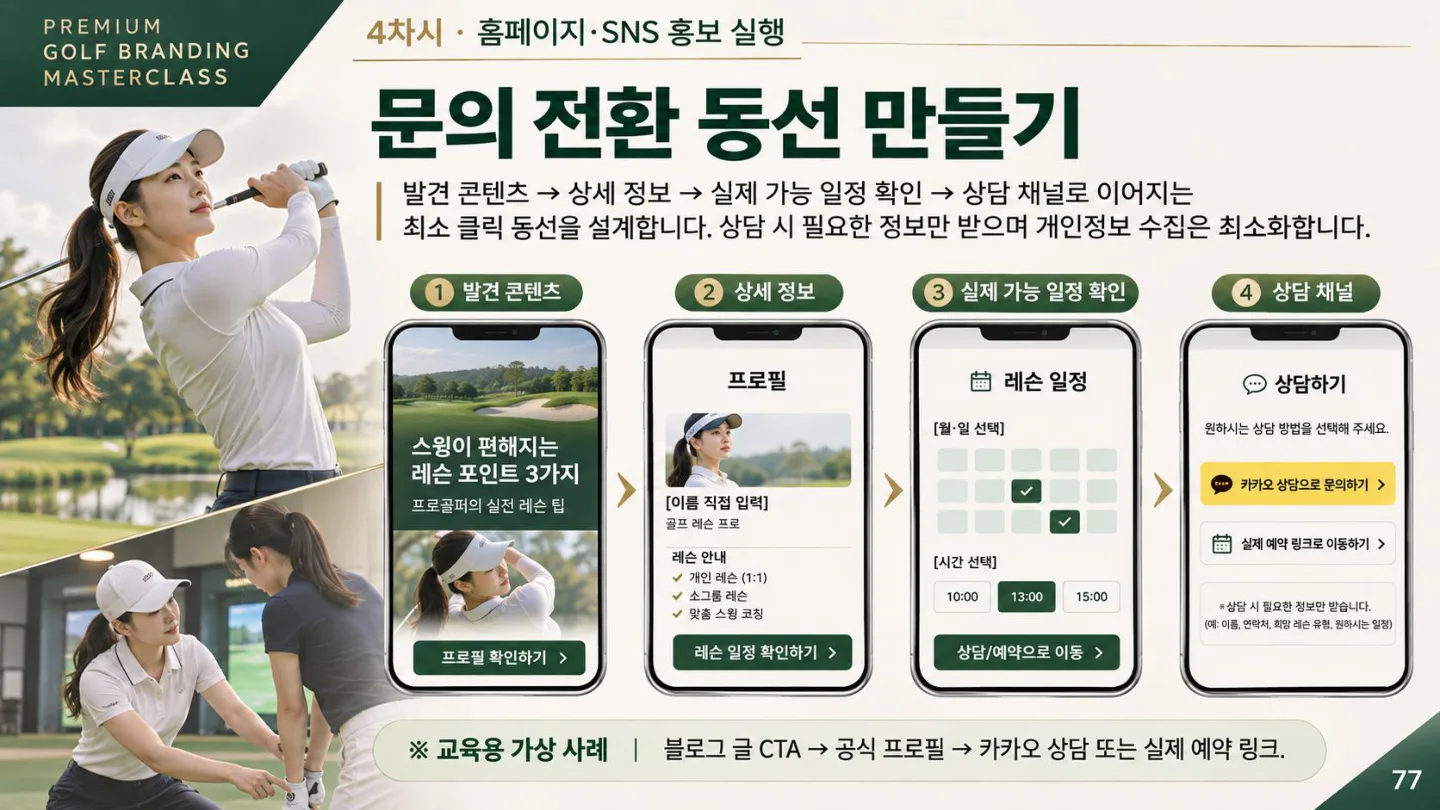 PREMIUM
GOLF BRANDING
MASTERCLASS
4차시 · 홈페이지·SNS 홍보 실행
문의 전환 동선 만들기
발견 콘텐츠 → 상세 정보 → 실제 가능 일정 확인 → 상담 채널로 이어지는
최소 클릭 동선을 설계합니다. 상담 시 필요한 정보만 받으며 개인정보 수집은 최소화합니다.
1 발견 콘텐츠
스윙이 편해지는
레슨 포인트 3가지
프로골퍼의 실전 레슨 팁
프로필 확인하기 >
2 상세 정보
프로필
[이름 직접 입력]
골프 레슨 프로
레슨 안내
✓ 개인 레슨 (1:1)
✓ 소그룹 레슨
✓ 맞춤 스윙 코칭
레슨 일정 확인하기 >
3 실제 가능 일정 확인
레슨 일정
[월·일 선택]
[시간 선택]
10:00 13:00 15:00
상담/예약으로 이동 >
4 상담 채널
상담하기
원하시는 상담 방법을 선택해 주세요.
카카오 상담으로 문의하기 >
실제 예약 링크로 이동하기 >
※상담 시 필요한 정보만 받습니다.
(예: 이름, 연락처, 희망 레슨 유형, 원하시는 일정)
※ 교육용 가상 사례 | 블로그 글 CTA → 공식 프로필 → 카카오 상담 또는 실제 예약 링크.
77